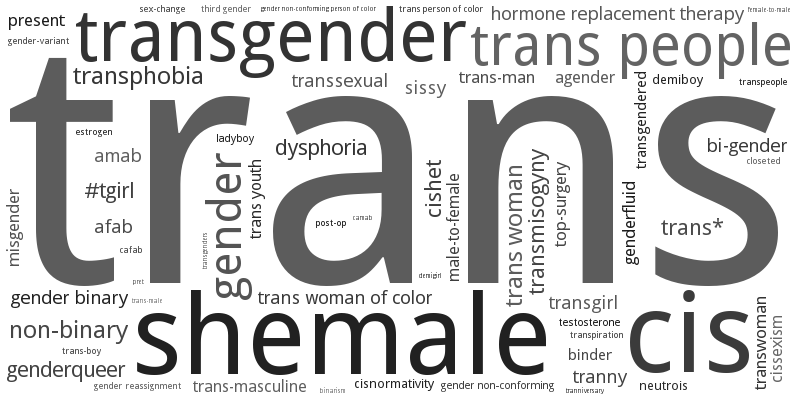 sex-change
third gender
gender non-conforming person of color
trans person of color
hormone replacement therapy
female-to-male
present
transgender
trans people
gender-variant
transphobia
transsexual
sissy
trans-man
agender
transgendered
demiboy
transpeople
trans
estrogen
ladyboy
dysphoria
bi-gender
closeted
amab
#tgirl
gender
trans youth
cishet
male-to-female
trans woman
transmisogyny
top-surgery
genderfluid
misgender
afab
cafab
transgenders
post-op
camab
trans*
demigirl
pmt
gender binary
trans-male
trans woman of color
transgirl
non-binary
shemale
cis
testosterone
transpiration
transwoman
cissexism
trans-boy
binder
genderqueer
tranny
gender reassignment
trans-masculine
binarism
cisnormativity
gender non-conforming
tranniversary
neutrois